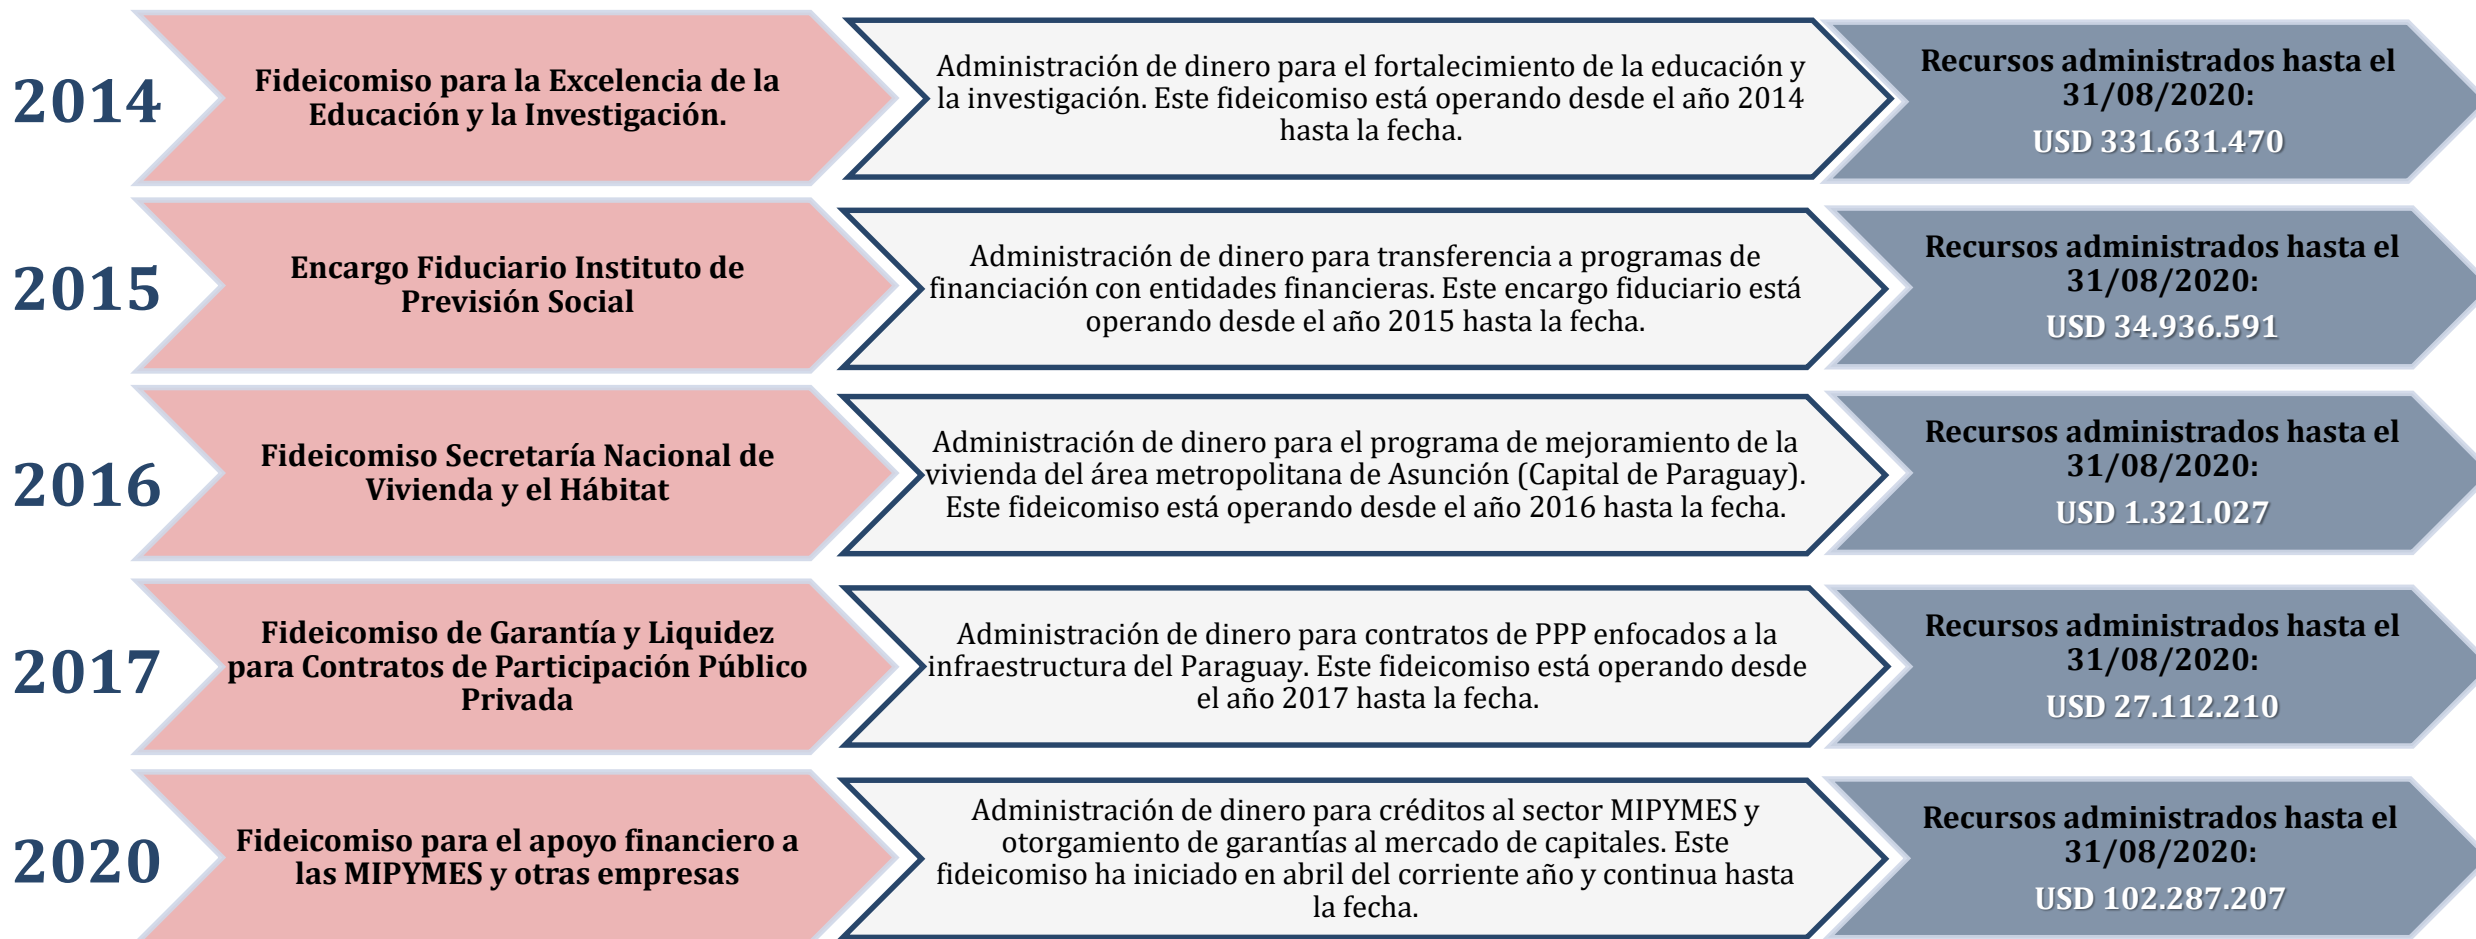 2014
Fideicomiso para la Excelencia de la
Educación y la Investigación.
Administración de dinero para el fortalecimiento de la educación y
la investigación. Este fideicomiso está operando desde el año 2014
hasta la fecha.
Recursos administrados hasta el
31/08/2020:
USD 331.631.470
2015
Encargo Fiduciario Instituto de
Previsión Social
Administración de dinero para transferencia a programas de
financiación con entidades financieras. Este encargo fiduciario está
operando desde el año 2015 hasta la fecha.
Recursos administrados hasta el
31/08/2020:
USD 34.936.591
2016
Fideicomiso Secretaría Nacional de
Vivienda y el Hábitat
Administración de dinero para el programa de mejoramiento de la
vivienda del área metropolitana de Asunción (Capital de Paraguay).
Este fideicomiso está operando desde el año 2016 hasta la fecha.
Recursos administrados hasta el
31/08/2020:
USD 1.321.027
2017
Fideicomiso de Garantía y Liquidez
para Contratos de Participación Público
Privada
Administración de dinero para contratos de PPP enfocados a la
infraestructura del Paraguay. Este fideicomiso está operando desde
el año 2017 hasta la fecha.
Recursos administrados hasta el
31/08/2020:
USD 27.112.210
2020
Fideicomiso para el apoyo financiero a
las MIPYMES y otras empresas
Administración de dinero para créditos al sector MIPYMES y
otorgamiento de garantías al mercado de capitales. Este
fideicomiso ha iniciado en abril del corriente año y continua hasta
la fecha.
Recursos administrados hasta el
31/08/2020:
USD 102.287.207